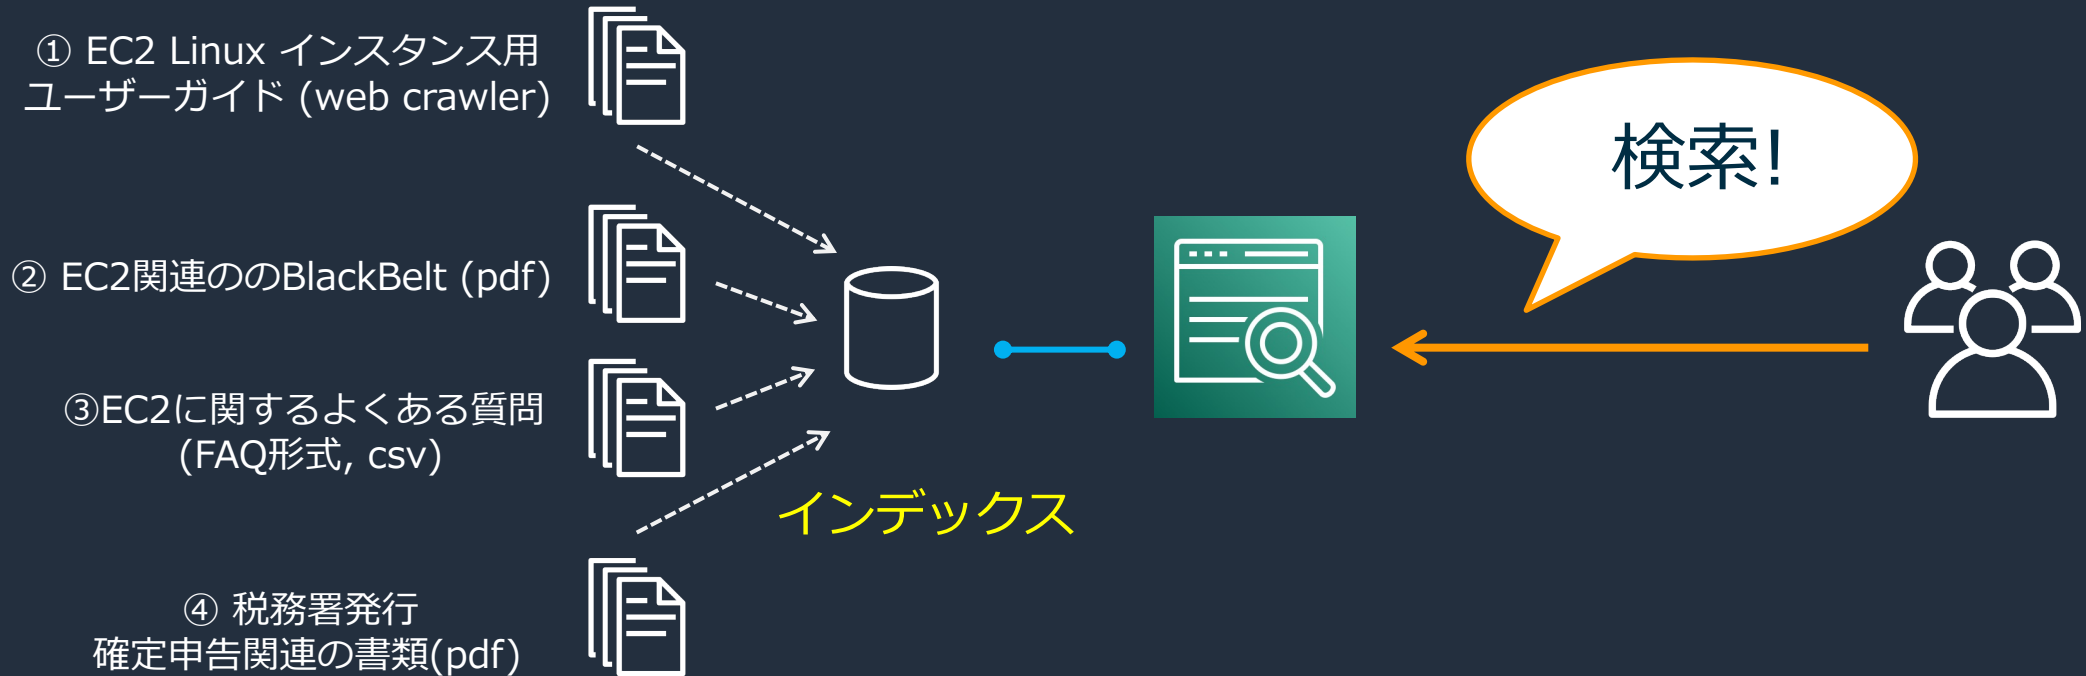 ① EC2 Linux インスタンス用
ユーザーガイド (web crawler)
検索!
② EC2関連ののBlackBelt (pdf)
③EC2に関するよくある質問
(FAQ形式, csv)
インデックス
④ 税務署発行
確定申告関連の書類(pdf)